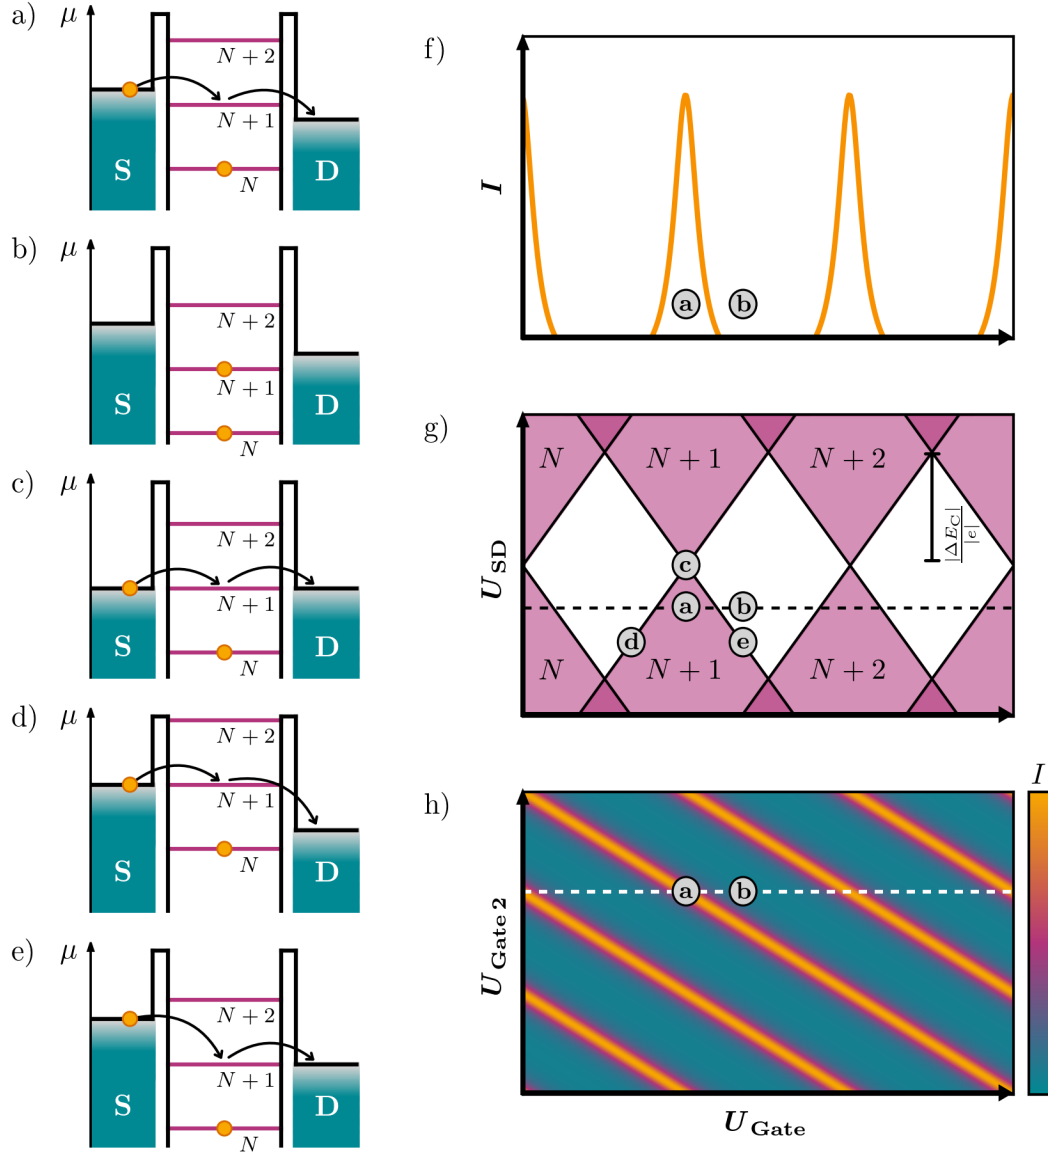 a)
μ
N + 2
N + 1
N
S
D
b)
μ
N + 2
N + 1
N
S
D
c)
μ
N + 2
N + 1
N
S
D
d)
μ
N + 2
N + 1
N
S
D
e)
μ
N + 2
N + 1
N
S
D
f)
I
a
b
g)
U_SD
N
N + 1
N + 2
|ΔE_C|
|e|
c
a
b
d
e
N
N + 1
N + 2
h)
I
U_Gate 2
a
b
U_Gate